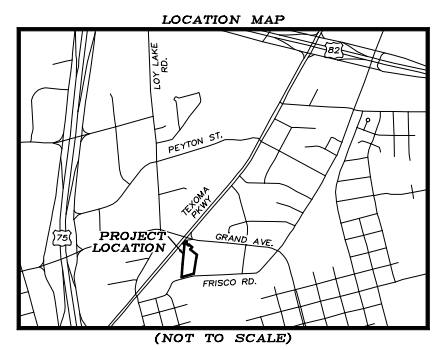 LOCATION MAP
82
LOY LAKE
RD.
PEYTON ST.
TEXOMA
PKWY
PROJECT
LOCATION
75
GRAND AVE.
FRISCO RD.
(NOT TO SCALE)